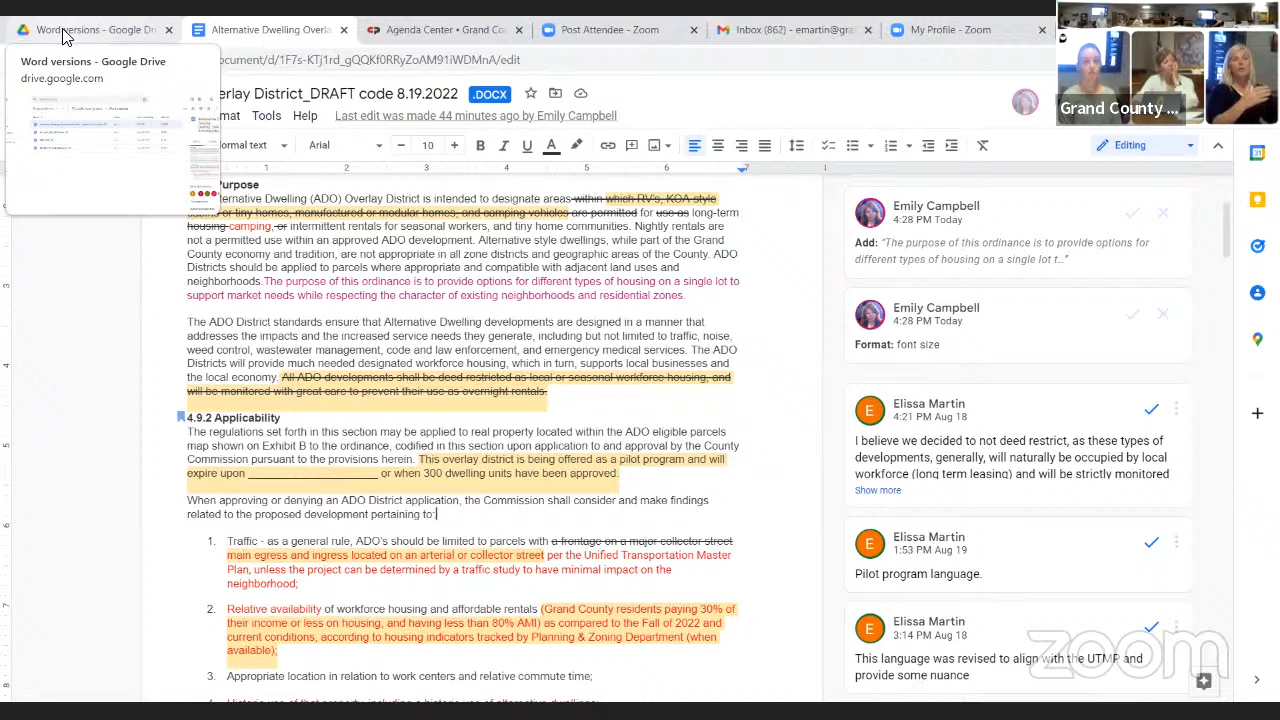 Word versions - Google Dri
Alternative Dwelling Overla
Agenda Center • Grand Co
Post Attendee - Zoom
Inbox (862) - emartin@gran
My Profile - Zoom
Word versions - Google Drive
drive.google.com
ocument/d/1F7s-KTj1rd_gQQKf0RRyZoAM91iWDMnA/edit
verlay District_DRAFT code 8.19.2022
.DOCX
mat Tools Help
Last edit was made 44 minutes ago by Emily Campbell
Grand County ...
rmal text
Arial
10
Editing
1 2 3 4 5 6
urpose
ternative Dwelling (ADO) Overlay District is intended to designate areas within which RV's, KOA style
or tiny homes, manufactured or modular homes, and camping vehicles are permitted for use as long-term
housing camping, or intermittent rentals for seasonal workers, and tiny home communities. Nightly rentals are
not a permitted use within an approved ADO development. Alternative style dwellings, while part of the Grand
County economy and tradition, are not appropriate in all zone districts and geographic areas of the County. ADO
Districts should be applied to parcels where appropriate and compatible with adjacent land uses and
neighborhoods.The purpose of this ordinance is to provide options for different types of housing on a single lot to
support market needs while respecting the character of existing neighborhoods and residential zones.
The ADO District standards ensure that Alternative Dwelling developments are designed in a manner that
addresses the impacts and the increased service needs they generate, including but not limited to traffic, noise,
weed control, wastewater management, code and law enforcement, and emergency medical services. The ADO
Districts will provide much needed designated workforce housing, which in turn, supports local businesses and
the local economy. All ADO developments shall be deed restricted as local or seasonal workforce housing, and
will be monitored with great care to prevent their use as overnight rentals.
4.9.2 Applicability
The regulations set forth in this section may be applied to real property located within the ADO eligible parcels
map shown on Exhibit B to the ordinance, codified in this section upon application to and approval by the County
Commission pursuant to the provisions herein. This overlay district is being offered as a pilot program and will
expire upon ____________________ or when 300 dwelling units have been approved.
When approving or denying an ADO District application, the Commission shall consider and make findings
related to the proposed development pertaining to:
1. Traffic - as a general rule, ADO's should be limited to parcels with a frontage on a major collector street
main egress and ingress located on an arterial or collector street per the Unified Transportation Master
Plan, unless the project can be determined by a traffic study to have minimal impact on the
neighborhood;
2. Relative availability of workforce housing and affordable rentals (Grand County residents paying 30% of
their income or less on housing, and having less than 80% AMI) as compared to the Fall of 2022 and
current conditions, according to housing indicators tracked by Planning & Zoning Department (when
available);
3. Appropriate location in relation to work centers and relative commute time;
4. Historic use of that property, including a historic use of alternative dwellings;
Emily Campbell
4:28 PM Today
Add: "The purpose of this ordinance is to provide options for
different types of housing on a single lot t..."
Emily Campbell
4:28 PM Today
Format: font size
Elissa Martin
4:21 PM Aug 18
I believe we decided to not deed restrict, as these types of
developments, generally, will naturally be occupied by local
workforce (long term leasing) and will be strictly monitored
Show more
Elissa Martin
1:53 PM Aug 19
Pilot program language.
Elissa Martin
3:14 PM Aug 18
This language was revised to align with the UTMP and
provide some nuance
zoom